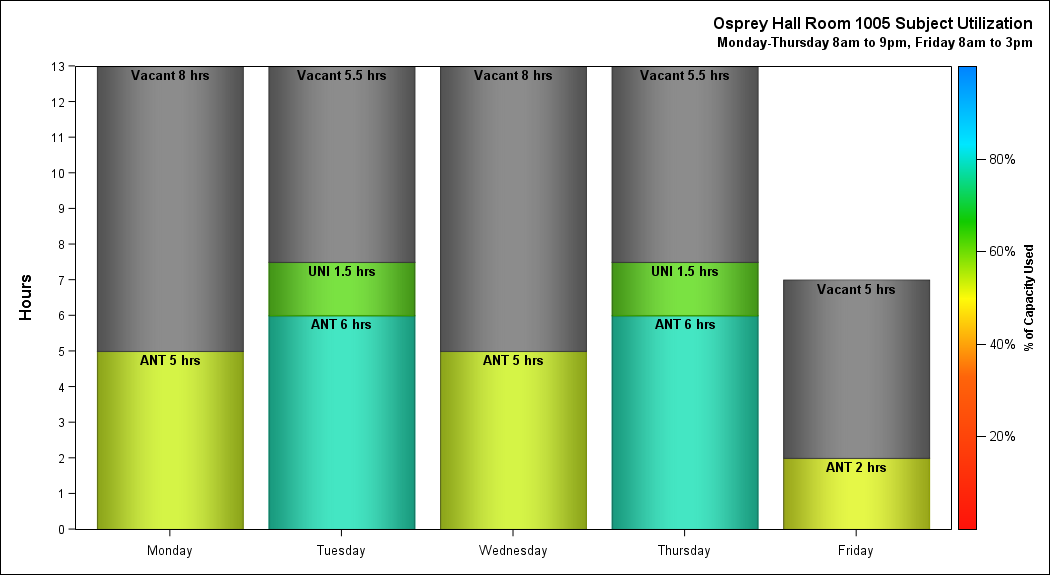 Osprey Hall Room 1005 Subject Utilization
Monday-Thursday 8am to 9pm, Friday 8am to 3pm
13
12
11
10
9
8
7
6
5
4
3
2
1
0
Hours
Vacant 8 hrs
ANT 5 hrs
Vacant 5.5 hrs
UNI 1.5 hrs
ANT 6 hrs
Vacant 8 hrs
ANT 5 hrs
Vacant 5.5 hrs
UNI 1.5 hrs
ANT 6 hrs
Vacant 5 hrs
ANT 2 hrs
Monday
Tuesday
Wednesday
Thursday
Friday
80%
60%
40%
20%
% of Capacity Used